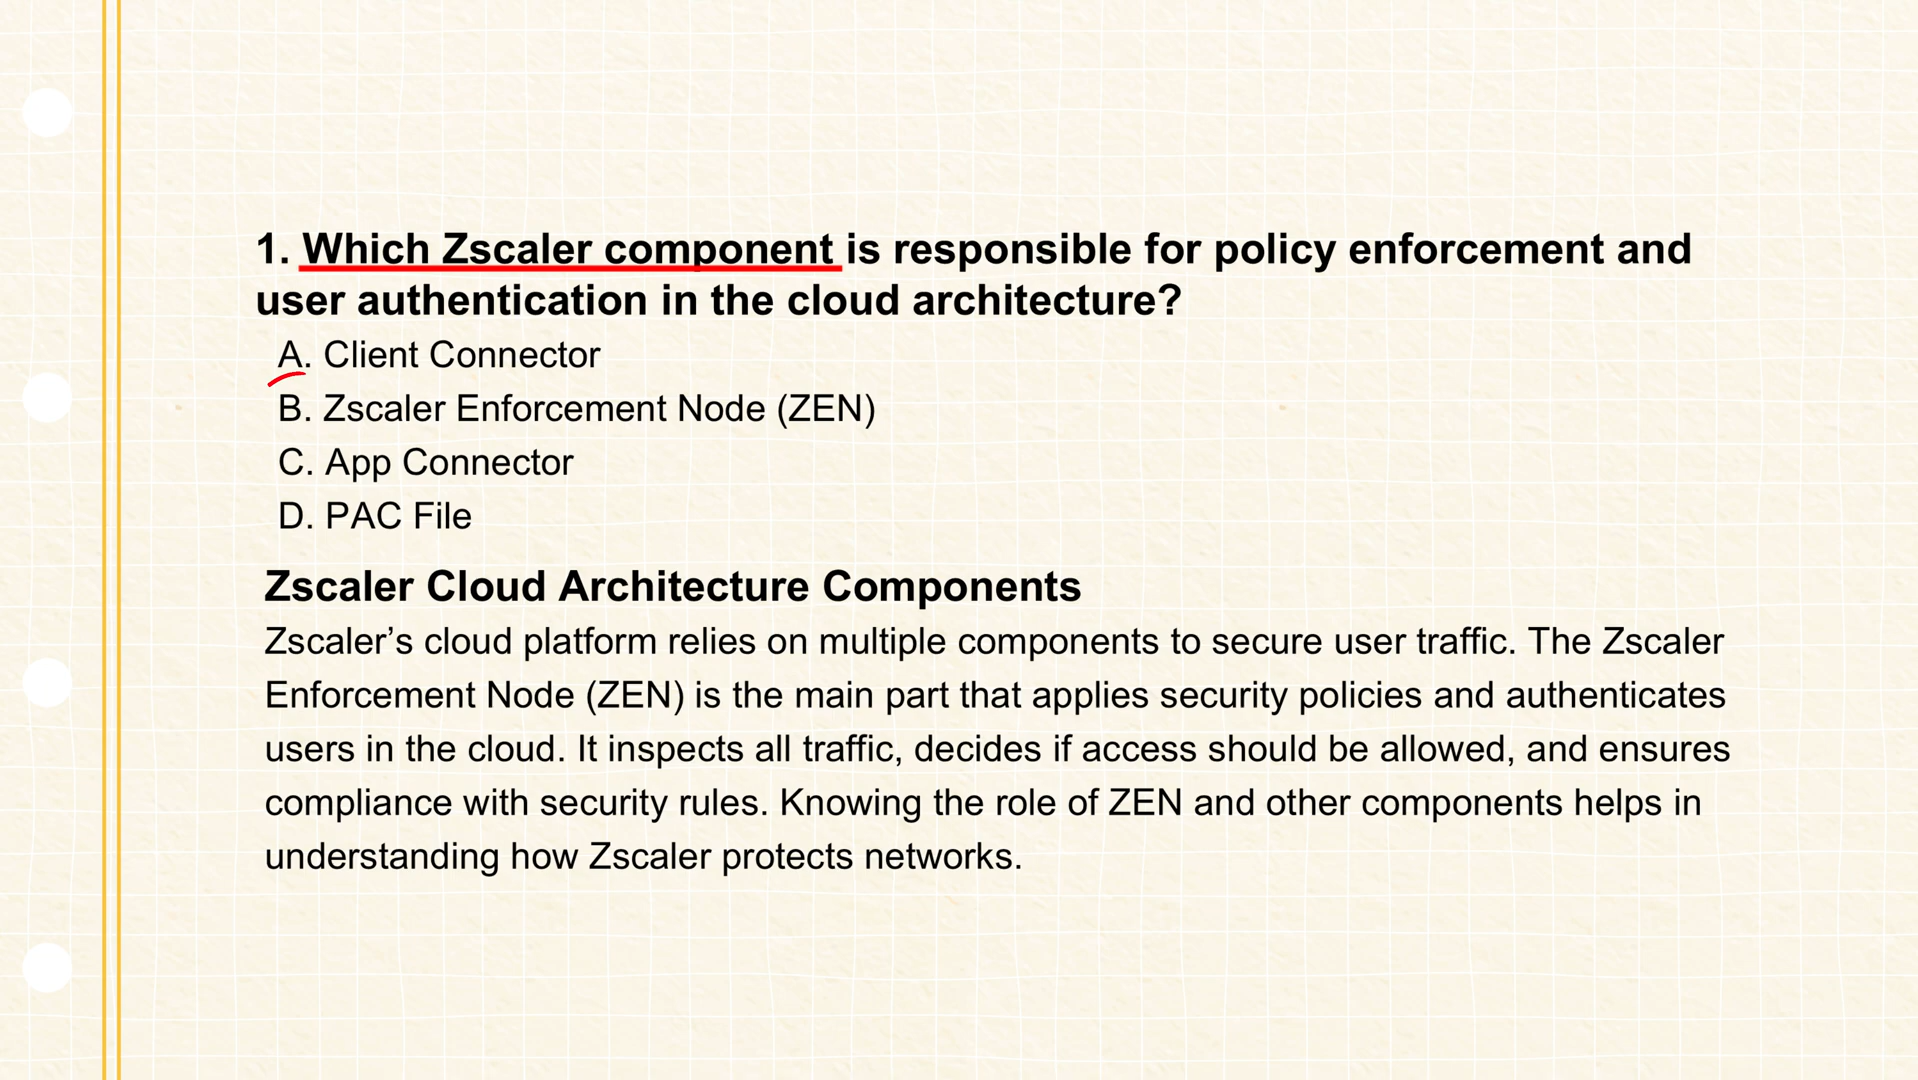 1. Which Zscaler component is responsible for policy enforcement and
user authentication in the cloud architecture?
A. Client Connector
B. Zscaler Enforcement Node (ZEN)
C. App Connector
D. PAC File
Zscaler Cloud Architecture Components
Zscaler’s cloud platform relies on multiple components to secure user traffic. The Zscaler
Enforcement Node (ZEN) is the main part that applies security policies and authenticates
users in the cloud. It inspects all traffic, decides if access should be allowed, and ensures
compliance with security rules. Knowing the role of ZEN and other components helps in
understanding how Zscaler protects networks.